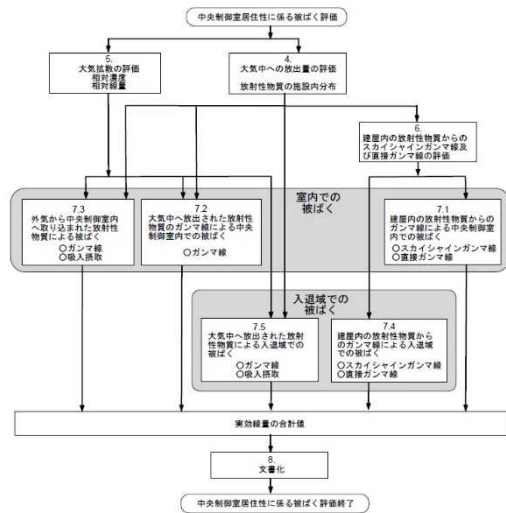 中央制御室居住性に係る被ばく評価
5.
大気拡散の評価
相対濃度
相対線量
4.
大気中への放出量の評価
放射性物質の施設内分布
6.
建屋内の放射性物質からの
スカイシャインガンマ線
及び直接ガンマ線の評価
室内での
被ばく
7.3
外気から中央制御室内
へ取り込まれた放射性
物質による被ばく
○ガンマ線
○吸入摂取
7.2
大気中へ放出された放射性
物質のガンマ線による中央
制御室内での被ばく
○ガンマ線
7.1
建屋内の放射性物質からの
ガンマ線による中央制御室
内での被ばく
○スカイシャインガンマ線
○直接ガンマ線
入退域での
被ばく
7.5
大気中へ放出された放射
性物質による入退域での
被ばく
○ガンマ線
○吸入摂取
7.4
建屋内の放射性物質から
のガンマ線による入退域
での被ばく
○スカイシャインガンマ線
○直接ガンマ線
実効線量の合計値
8.
文書化
中央制御室居住性に係る被ばく評価終了